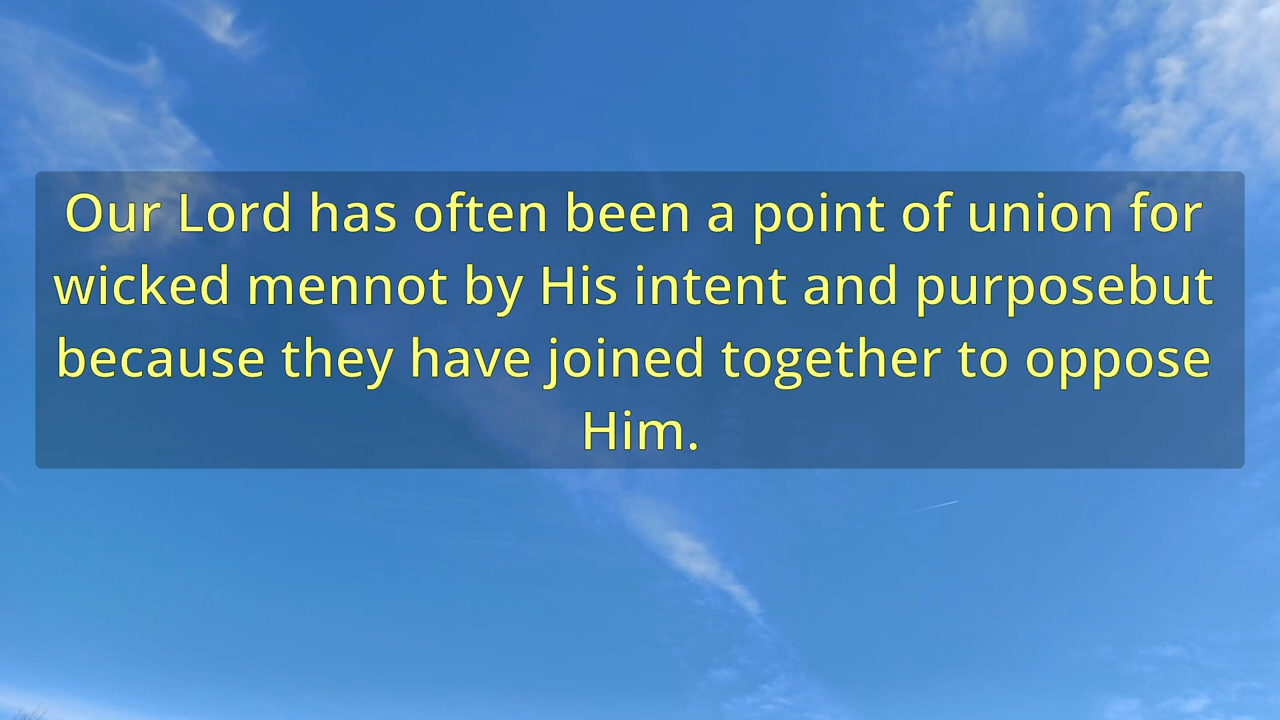 Our Lord has often been a point of union for
wicked mennot by His intent and purposebut
because they have joined together to oppose
Him.